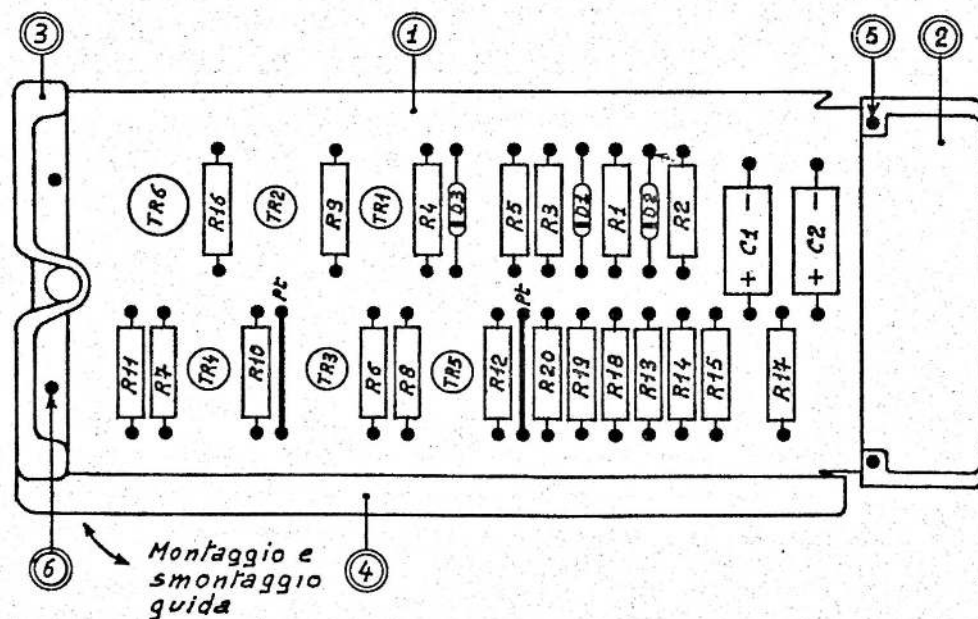 3
1
5
2
TR6
R16
TR2
R9
TR1
R4
D3
R5
R3
D1
R1
D2
R2
- C1 +
- C2 +
R11
R7
TR4
R10
Pt
TR3
R6
R8
TR5
R12
Pt
R20
R19
R18
R13
R14
R15
R17
6
Montaggio e
smontaggio
guida
4